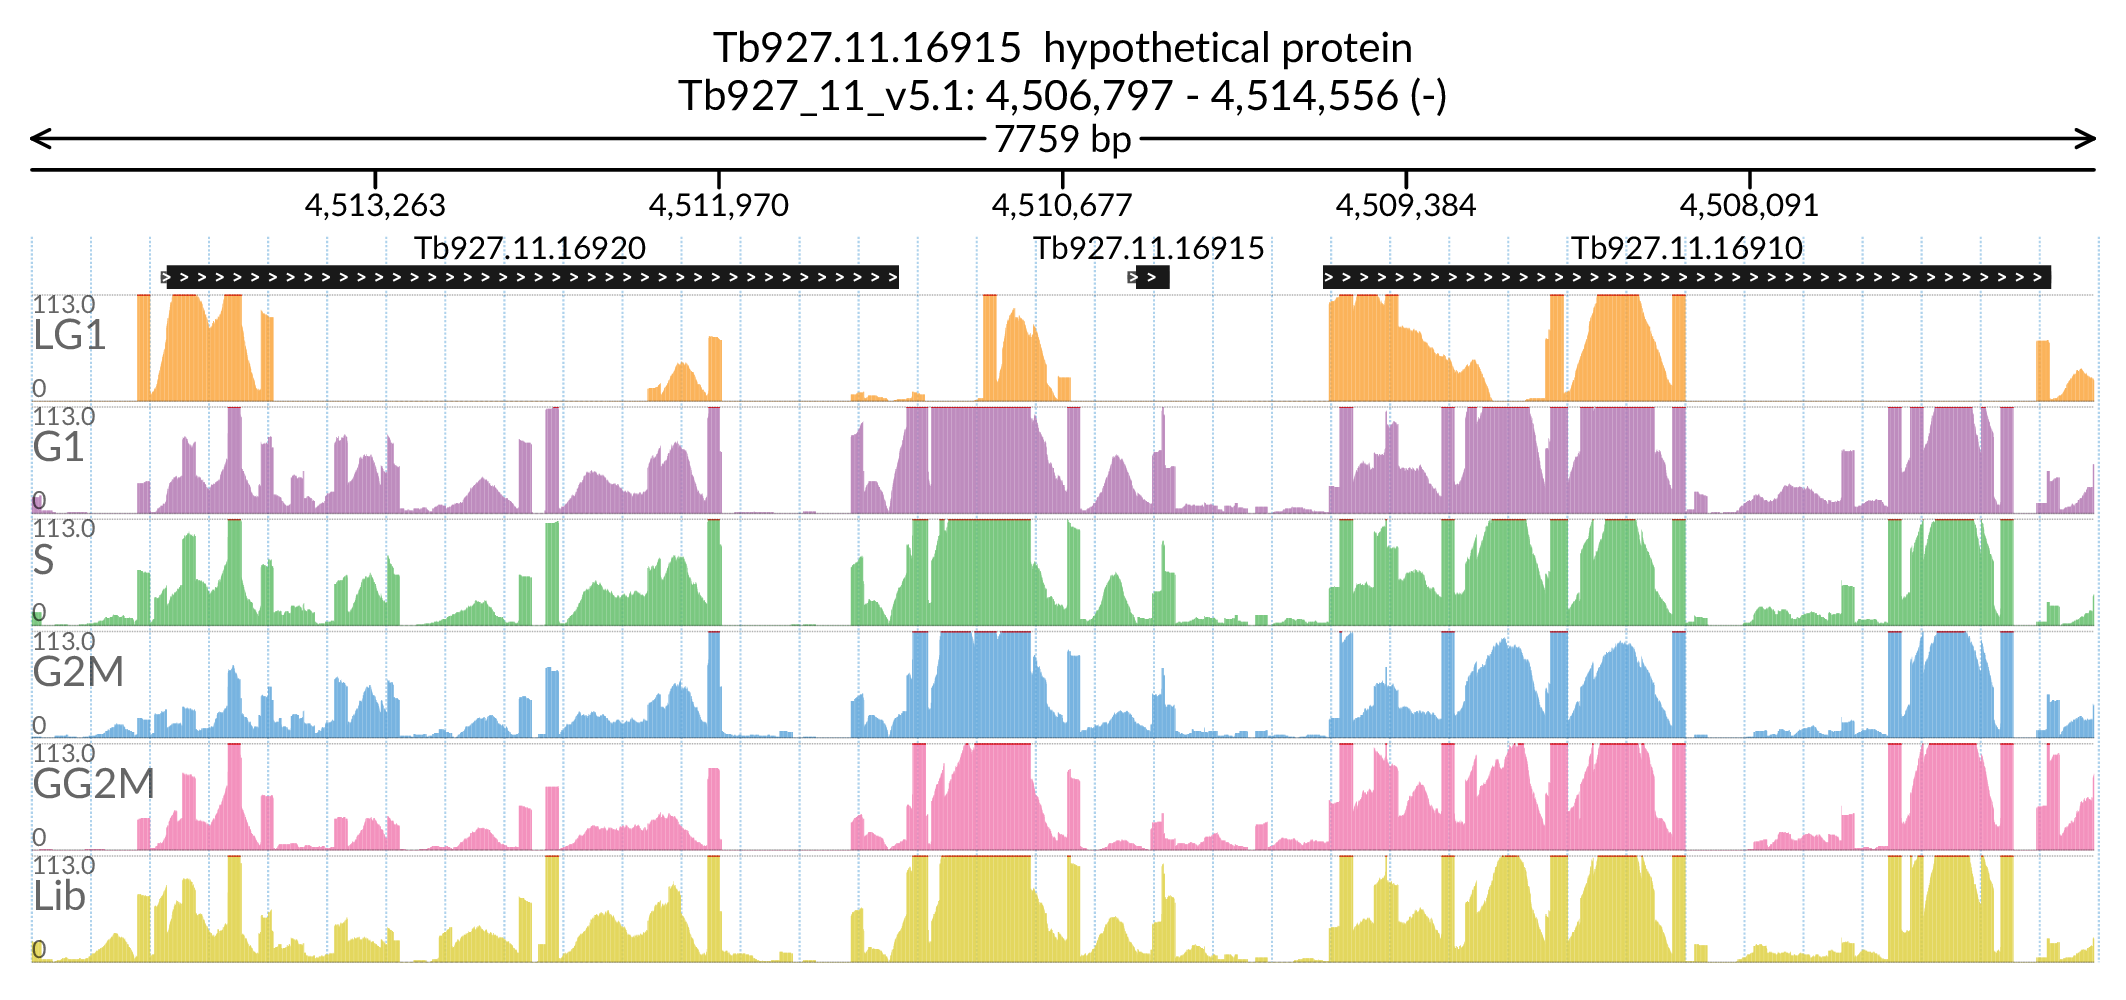 Tb927.11.16915 hypothetical protein
Tb927_11_v5.1: 4,506,797 - 4,514,556 (-)
7759 bp
4,513,263 4,511,970 4,510,677 4,509,384 4,508,091
Tb927.11.16920 Tb927.11.16915 Tb927.11.16910
113.0
LG1
0
113.0
G1
0
113.0
S
0
113.0
G2M
0
113.0
GG2M
0
113.0
Lib
0